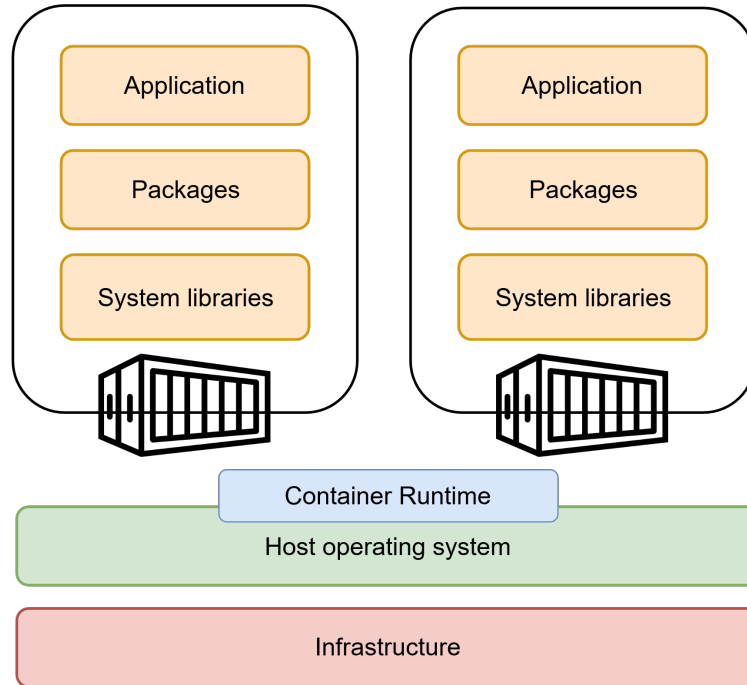 Application
Packages
System libraries
Application
Packages
System libraries
Container Runtime
Host operating system
Infrastructure